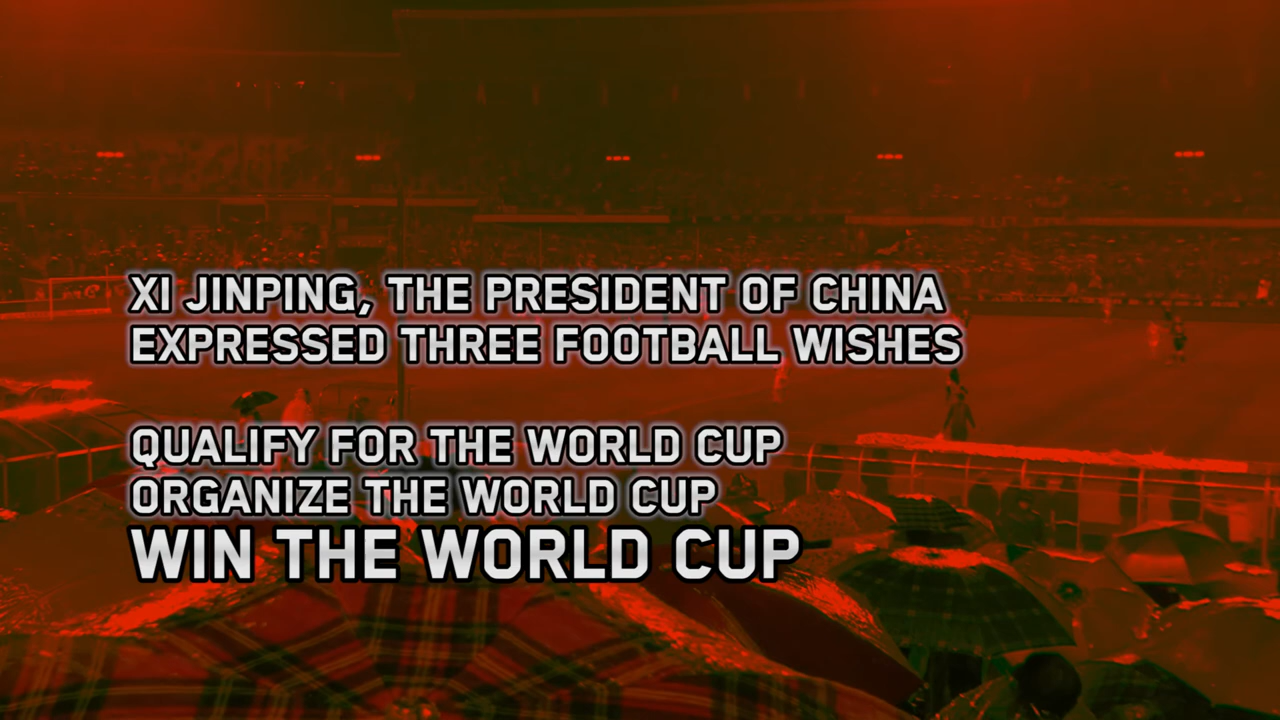 XI JINPING, THE PRESIDENT OF CHINA
EXPRESSED THREE FOOTBALL WISHES
QUALIFY FOR THE WORLD CUP
ORGANIZE THE WORLD CUP
WIN THE WORLD CUP